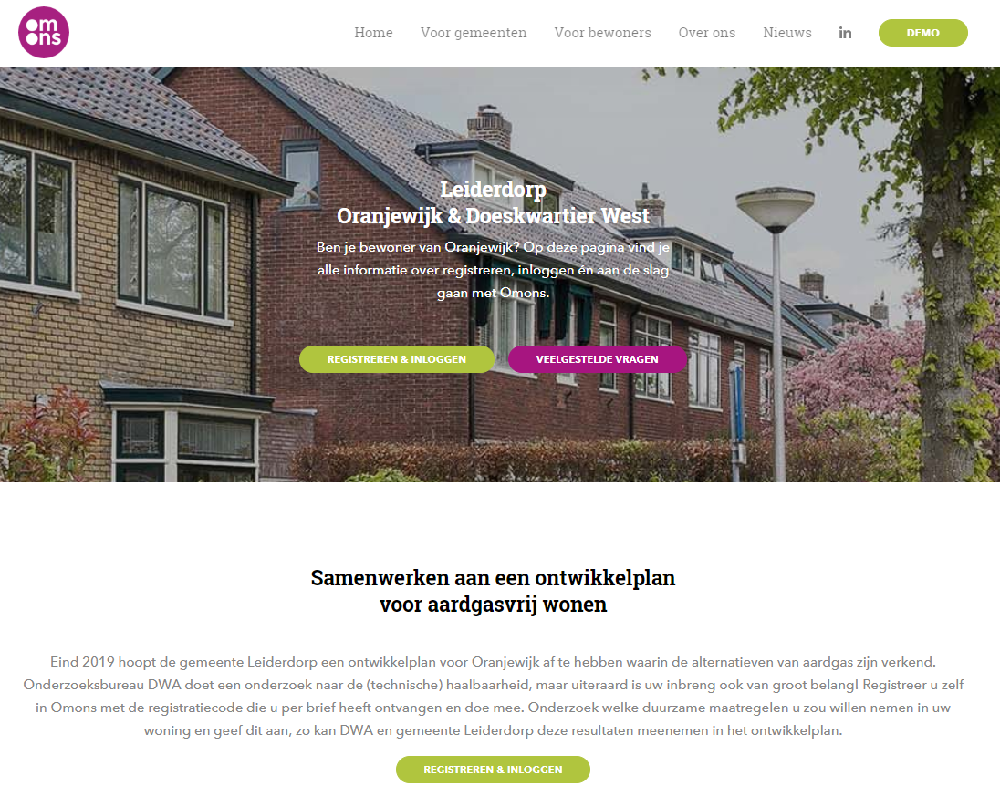 om
ons
Home Voor gemeenten Voor bewoners Over ons Nieuws in DEMO
Leiderdorp
Oranjewijk & Doeskwartier West
Ben je bewoner van Oranjewijk? Op deze pagina vind je
alle informatie over registreren, inloggen én aan de slag
gaan met Omons.
REGISTREREN & INLOGGEN VEELGESTELDE VRAGEN
Samenwerken aan een ontwikkelplan
voor aardgasvrij wonen
Eind 2019 hoopt de gemeente Leiderdorp een ontwikkelplan voor Oranjewijk af te hebben waarin de alternatieven van aardgas zijn verkend.
Onderzoeksbureau DWA doet een onderzoek naar de (technische) haalbaarheid, maar uiteraard is uw inbreng ook van groot belang! Registreer u zelf
in Omons met de registratiecode die u per brief heeft ontvangen en doe mee. Onderzoek welke duurzame maatregelen u zou willen nemen in uw
woning en geef dit aan, zo kan DWA en gemeente Leiderdorp deze resultaten meenemen in het ontwikkelplan.
REGISTREREN & INLOGGEN